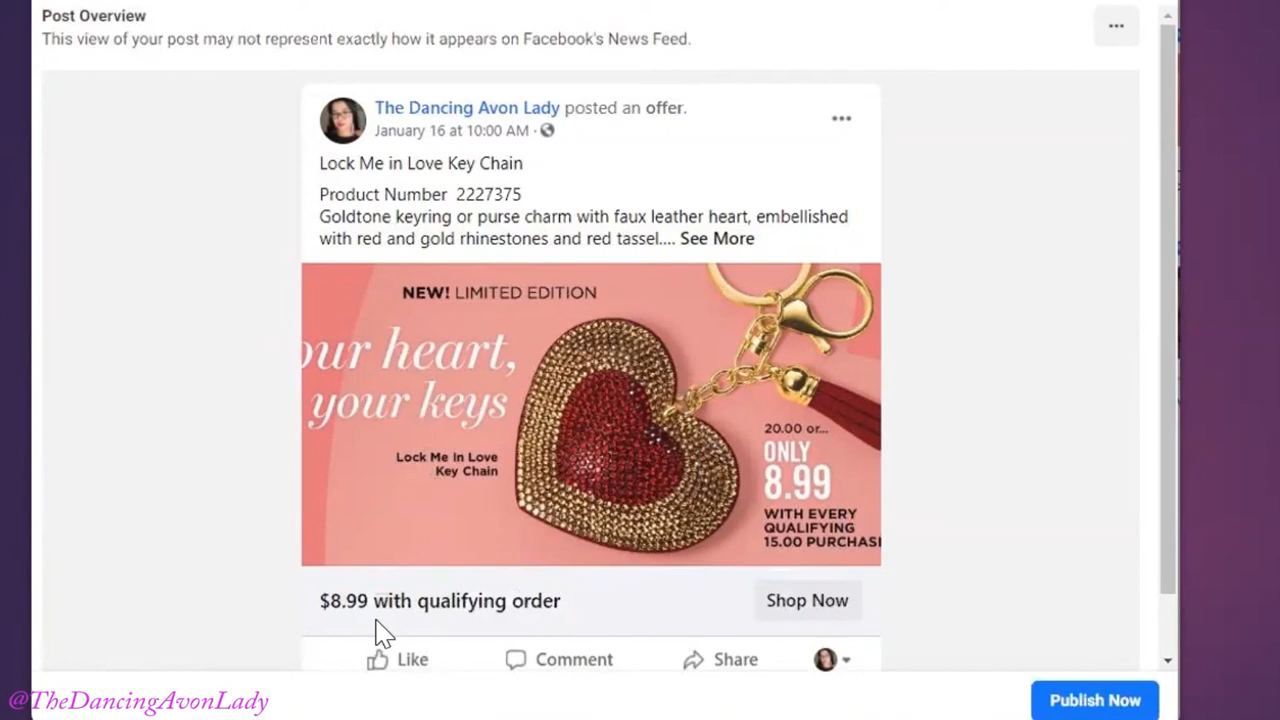 Post Overview
This view of your post may not represent exactly how it appears on Facebook's News Feed.
The Dancing Avon Lady posted an offer.
January 16 at 10:00 AM ·
Lock Me in Love Key Chain
Product Number 2227375
Goldtone keyring or purse charm with faux leather heart, embellished
with red and gold rhinestones and red tassel.... See More
NEW! LIMITED EDITION
our heart,
your keys
Lock Me In Love
Key Chain
20.00 or...
ONLY
8.99
WITH EVERY
QUALIFYING
15.00 PURCHAS
$8.99 with qualifying order
Shop Now
Like
Comment
Share
@TheDancingAvonLady
Publish Now